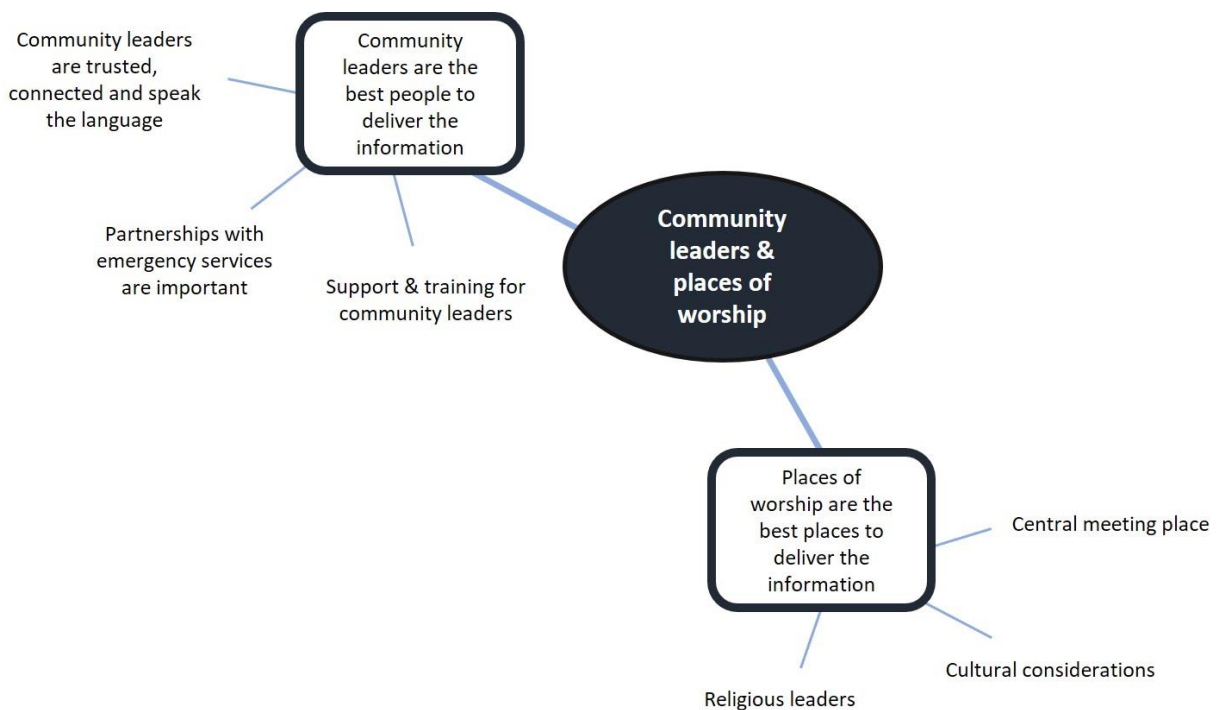 Community leaders
are trusted,
connected and speak
the language
Community
leaders are the
best people to
deliver the
information
Partnerships with
emergency services
are important
Support & training for
community leaders
Community
leaders &
places of
worship
Places of
worship are the
best places to
deliver the
information
Central meeting place
Cultural considerations
Religious leaders